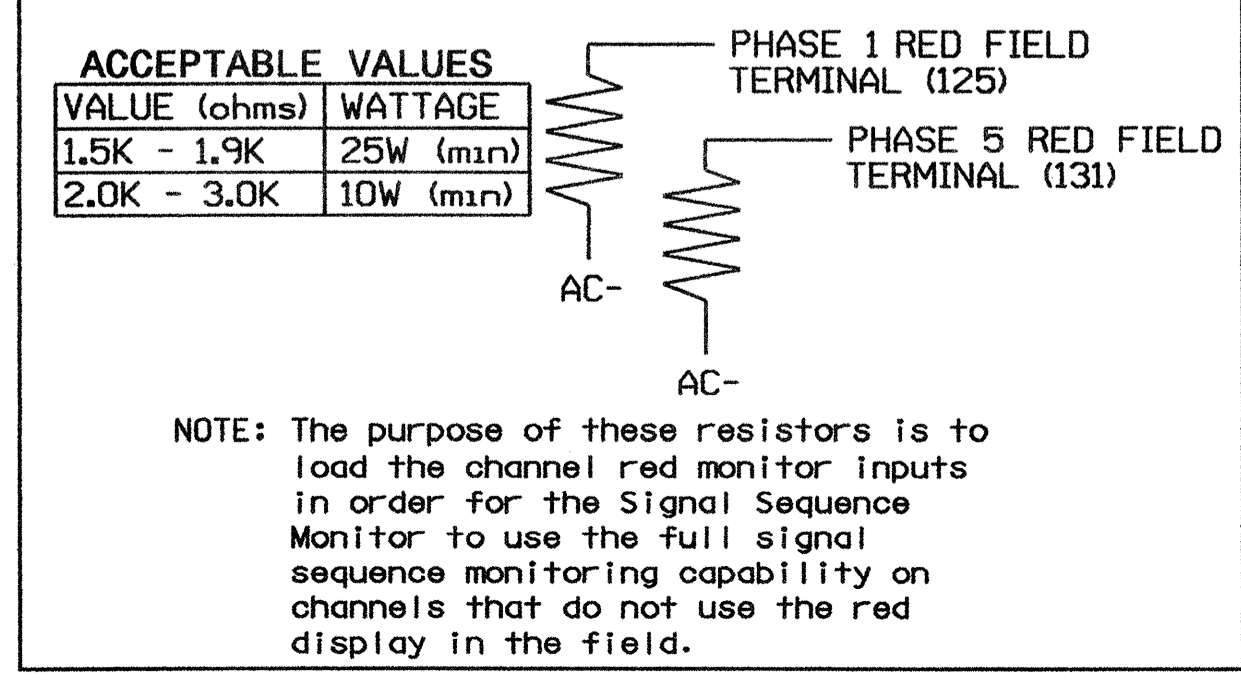 ACCEPTABLE VALUES
VALUE (ohms) WATTAGE
1.5K - 1.9K 25W (min)
2.0K - 3.0K 10W (min)
PHASE 1 RED FIELD
TERMINAL (125)
PHASE 5 RED FIELD
TERMINAL (131)
AC-
AC-
NOTE: The purpose of these resistors is to
load the channel red monitor inputs
in order for the Signal Sequence
Monitor to use the full signal
sequence monitoring capability on
channels that do not use the red
display in the field.